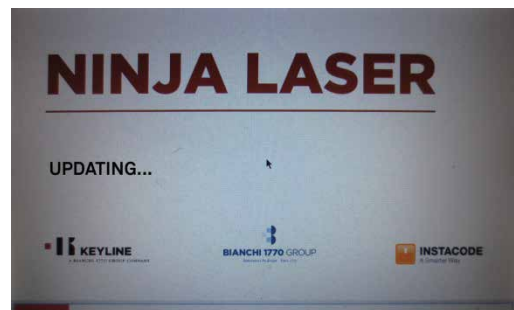 NINJA LASER
UPDATING...
KEYLINE
BIANCHI 1770 GROUP
INSTACODE
A Smarter Way